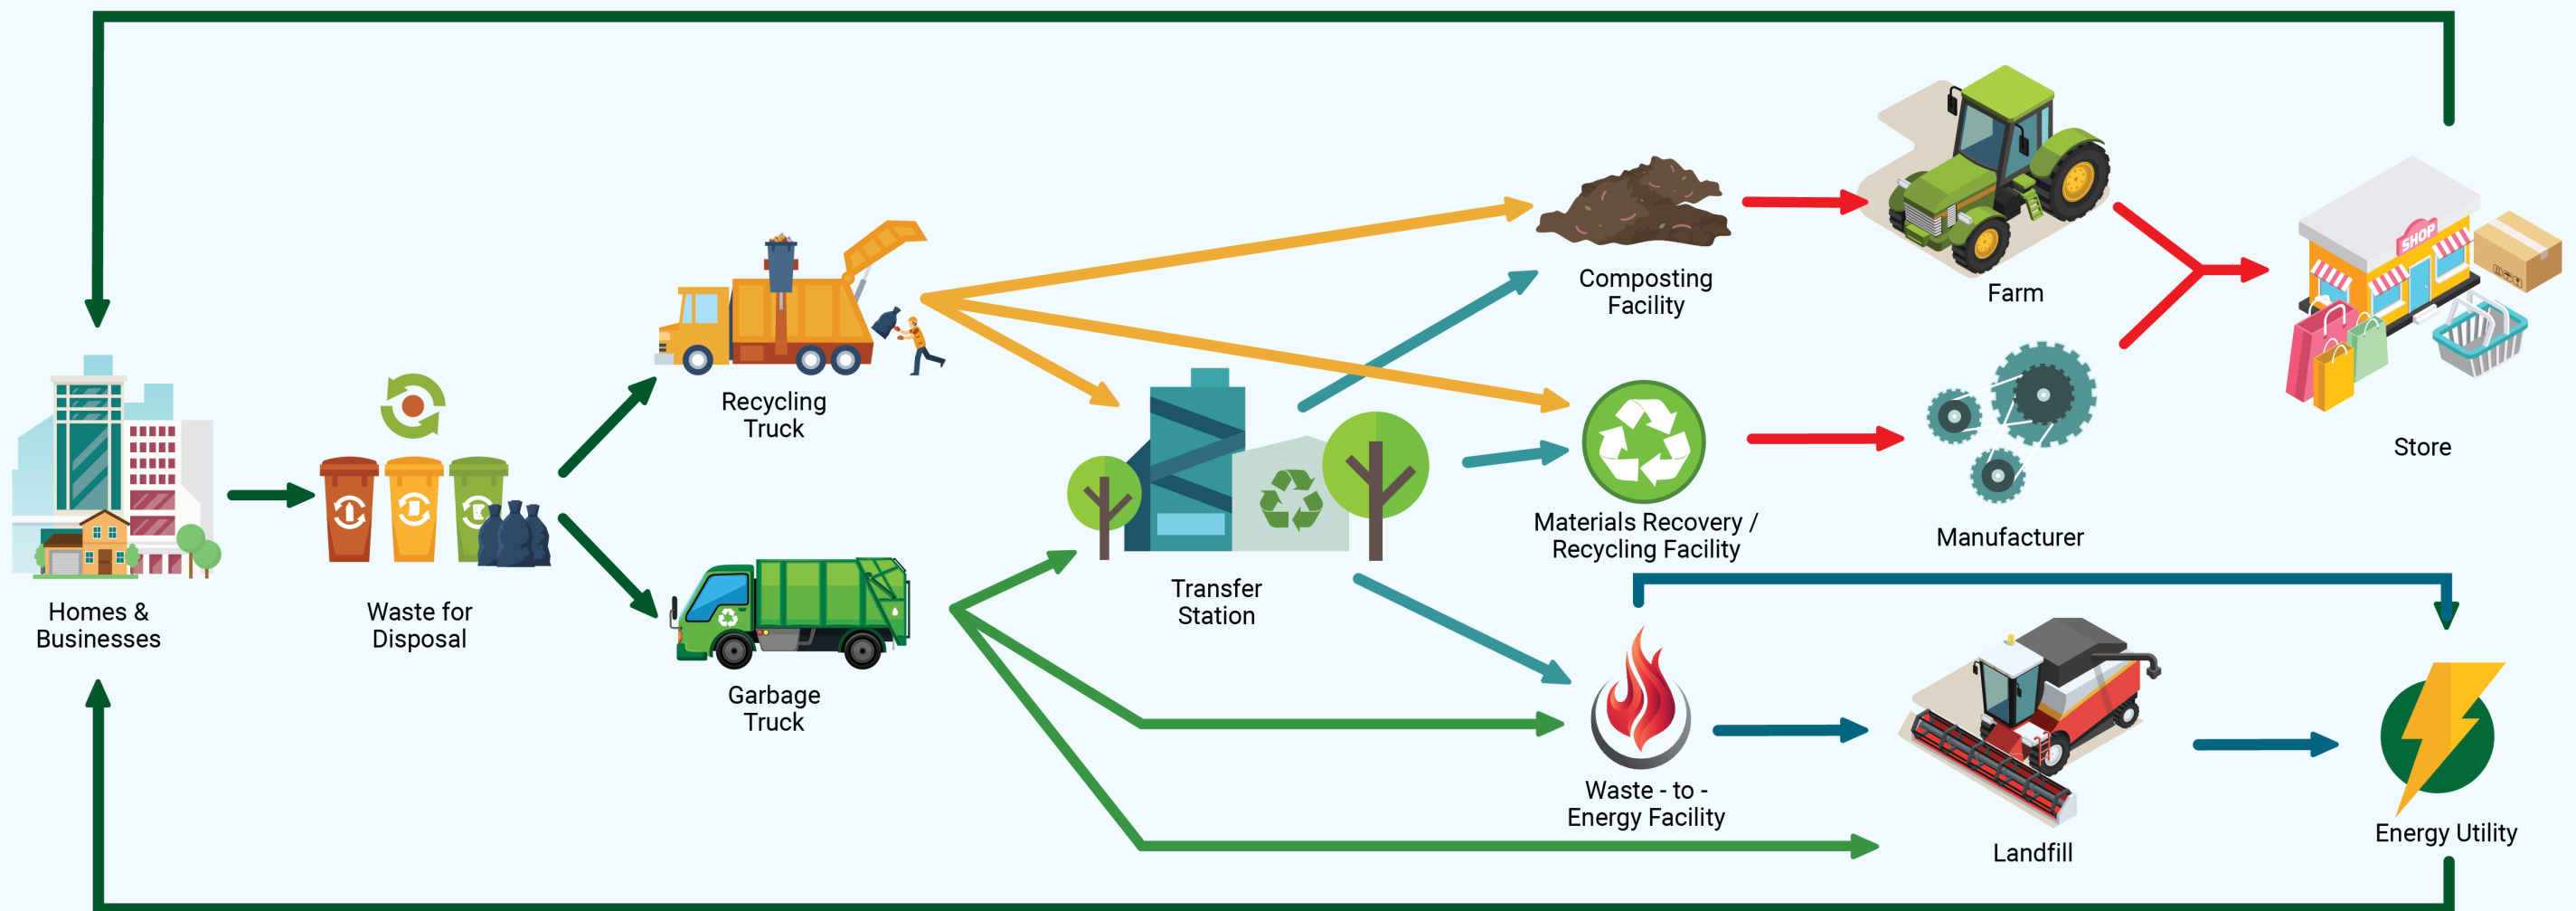 SHOP
Composting
Facility
Farm
Recycling
Truck
Store
Materials Recovery /
Recycling Facility
Manufacturer
Homes &
Businesses
Waste for
Disposal
Transfer
Station
Garbage
Truck
Waste - to -
Energy Facility
Landfill
Energy Utility